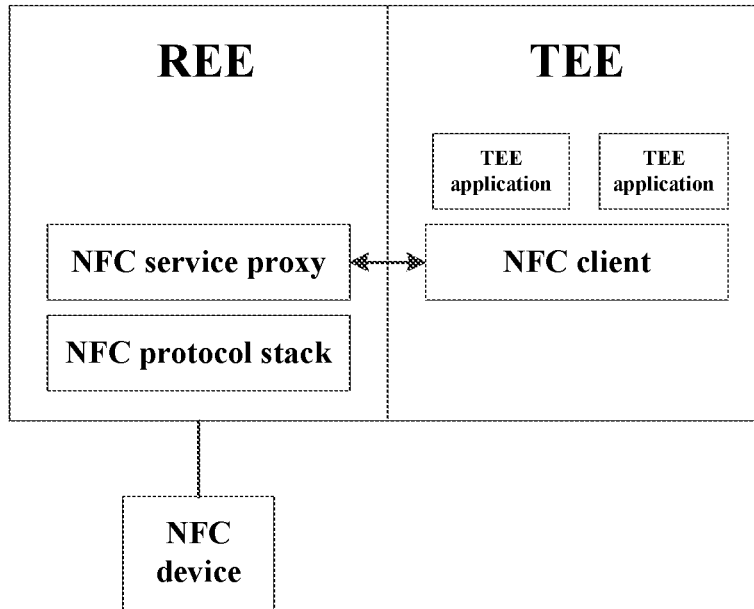 REE
TEE
TEE
application
TEE
application
NFC service proxy
NFC client
NFC protocol stack
NFC
device